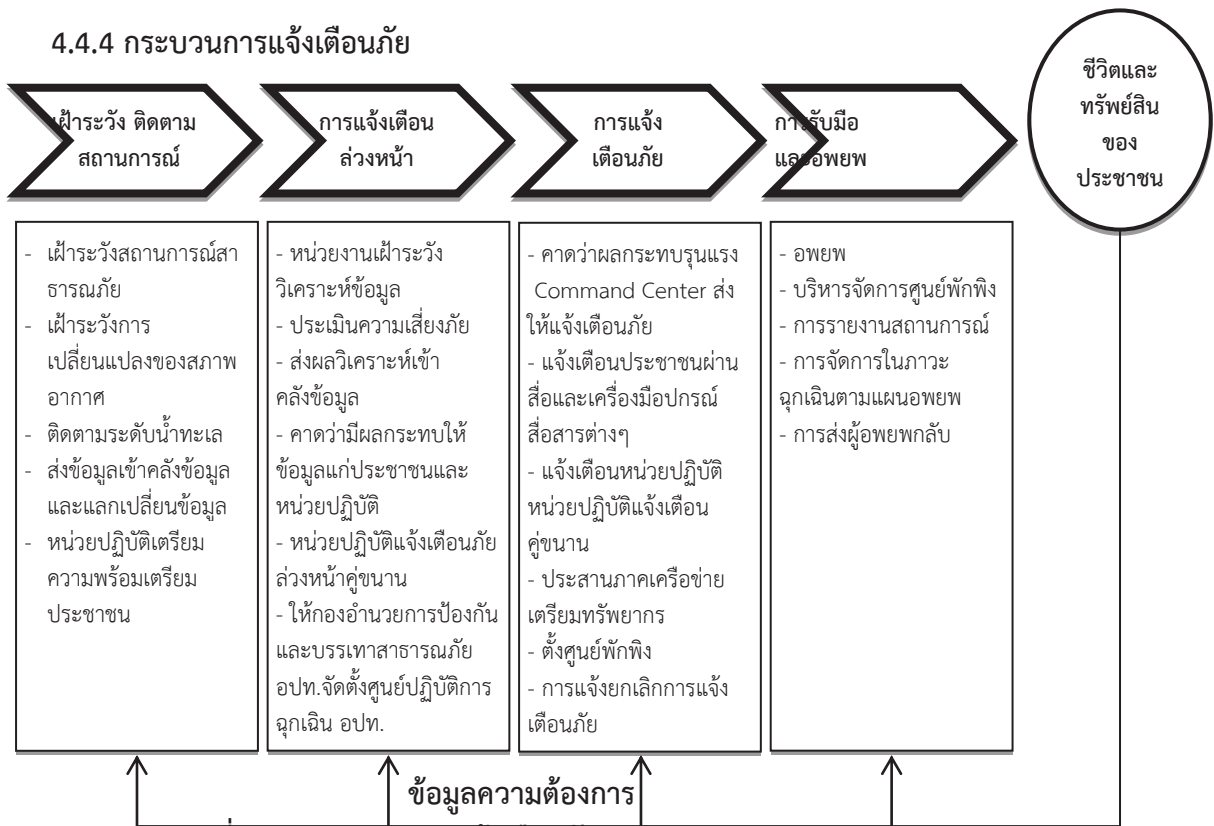 4.4.4 กระบวนการแจ้งเตือนภัย
เฝ้าระวัง ติดตาม
สถานการณ์
การแจ้งเตือน
ล่วงหน้า
การแจ้ง
เตือนภัย
การรับมือ
และอพยพ
ชีวิตและ
ทรัพย์สิน
ของ
ประชาชน
- เฝ้าระวังสถานการณ์สา
ธารณภัย
- เฝ้าระวังการ
เปลี่ยนแปลงของสภาพ
อากาศ
- ติดตามระดับน้ำทะเล
- ส่งข้อมูลเข้าคลังข้อมูล
และแลกเปลี่ยนข้อมูล
- หน่วยปฏิบัติเตรียม
ความพร้อมเตรียม
ประชาชน
- หน่วยงานเฝ้าระวัง
วิเคราะห์ข้อมูล
- ประเมินความเสี่ยงภัย
- ส่งผลวิเคราะห์เข้า
คลังข้อมูล
- คาดว่ามีผลกระทบให้
ข้อมูลแก่ประชาชนและ
หน่วยปฏิบัติ
- หน่วยปฏิบัติแจ้งเตือนภัย
ล่วงหน้าคู่ขนาน
- ให้กองอำนวยการป้องกัน
และบรรเทาสาธารณภัย
อปท.จัดตั้งศูนย์ปฏิบัติการ
ฉุกเฉิน อปท.
- คาดว่าผลกระทบรุนแรง
Command Center ส่ง
ให้แจ้งเตือนภัย
- แจ้งเตือนประชาชนผ่าน
สื่อและเครื่องมือปกรณ์
สื่อสารต่างๆ
- แจ้งเตือนหน่วยปฏิบัติ
หน่วยปฏิบัติแจ้งเตือน
คู่ขนาน
- ประสานภาคเครือข่าย
เตรียมทรัพยากร
- ตั้งศูนย์พักพิง
- การแจ้งยกเลิกการแจ้ง
เตือนภัย
- อพยพ
- บริหารจัดการศูนย์พักพิง
- การรายงานสถานการณ์
- การจัดการในภาวะ
ฉุกเฉินตามแผนอพยพ
- การส่งผู้อพยพกลับ
ข้อมูลความต้องการ